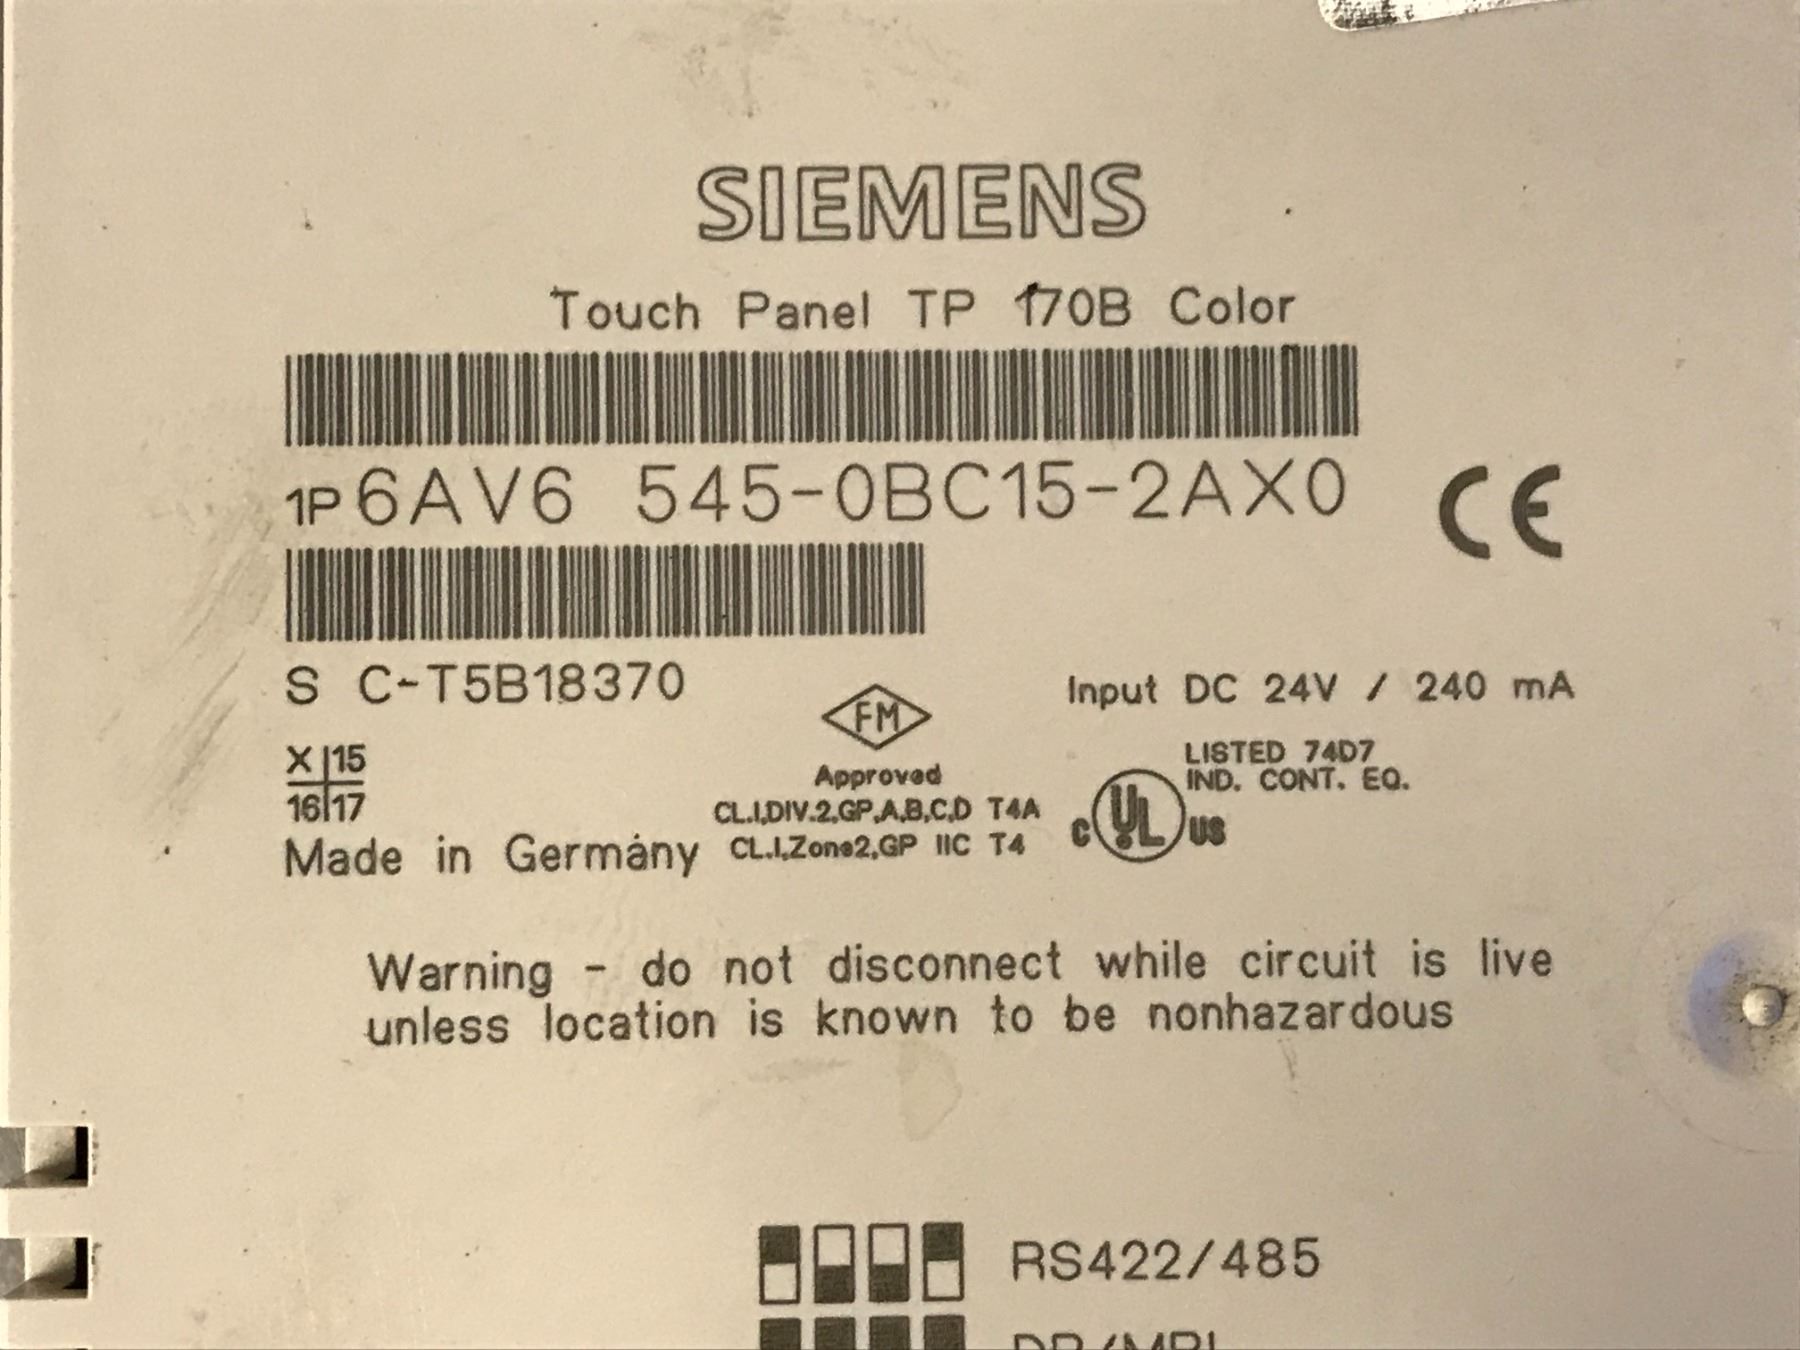 SIEMENS
Touch Panel TP 170B Color
1P 6AV6 545-0BC15-2AX0
CE
S C-T5B18370
Input DC 24V / 240 mA
FM
Approved
CL.I,DIV.2,GP,A,B,C,D T4A
CL.I,Zone2,GP IIC T4
X 15
16 17
Made in Germany
LISTED 74D7
IND. CONT. EQ.
C UL US
Warning - do not disconnect while circuit is live
unless location is known to be nonhazardous
RS422/485
DP/MPI